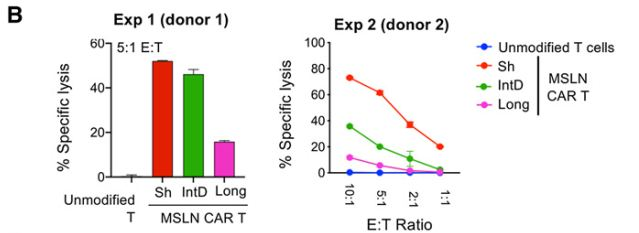 B
Exp 1 (donor 1)
5:1 E:T
% Specific lysis
60
40
20
0
Unmodified
T
Sh IntD Long
MSLN CAR T
Exp 2 (donor 2)
% Specific lysis
100
80
60
40
20
0
10:1
5:1
2:1
1:1
E:T Ratio
Unmodified T cells
Sh
IntD
Long
MSLN
CAR T